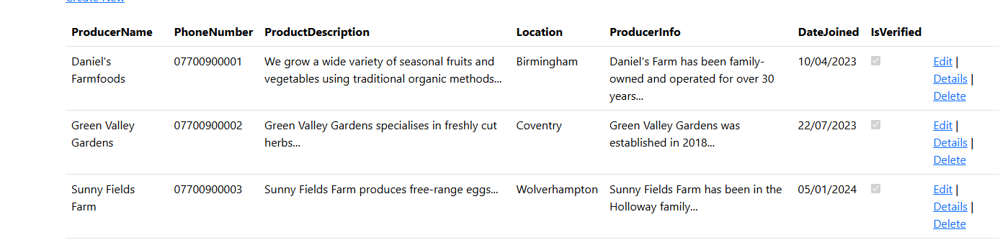 Create New
ProducerName PhoneNumber ProductDescription Location ProducerInfo DateJoined IsVerified
Daniel's 07700900001 We grow a wide variety of seasonal fruits and Birmingham Daniel's Farm has been family- 10/04/2023 Edit |
Farmfoods vegetables using traditional organic methods... owned and operated for over 30 Details |
years... Delete
Green Valley 07700900002 Green Valley Gardens specialises in freshly cut Coventry Green Valley Gardens was 22/07/2023 Edit |
Gardens herbs... established in 2018... Details |
Delete
Sunny Fields 07700900003 Sunny Fields Farm produces free-range eggs... Wolverhampton Sunny Fields Farm has been in the 05/01/2024 Edit |
Farm Holloway family... Details |
Delete